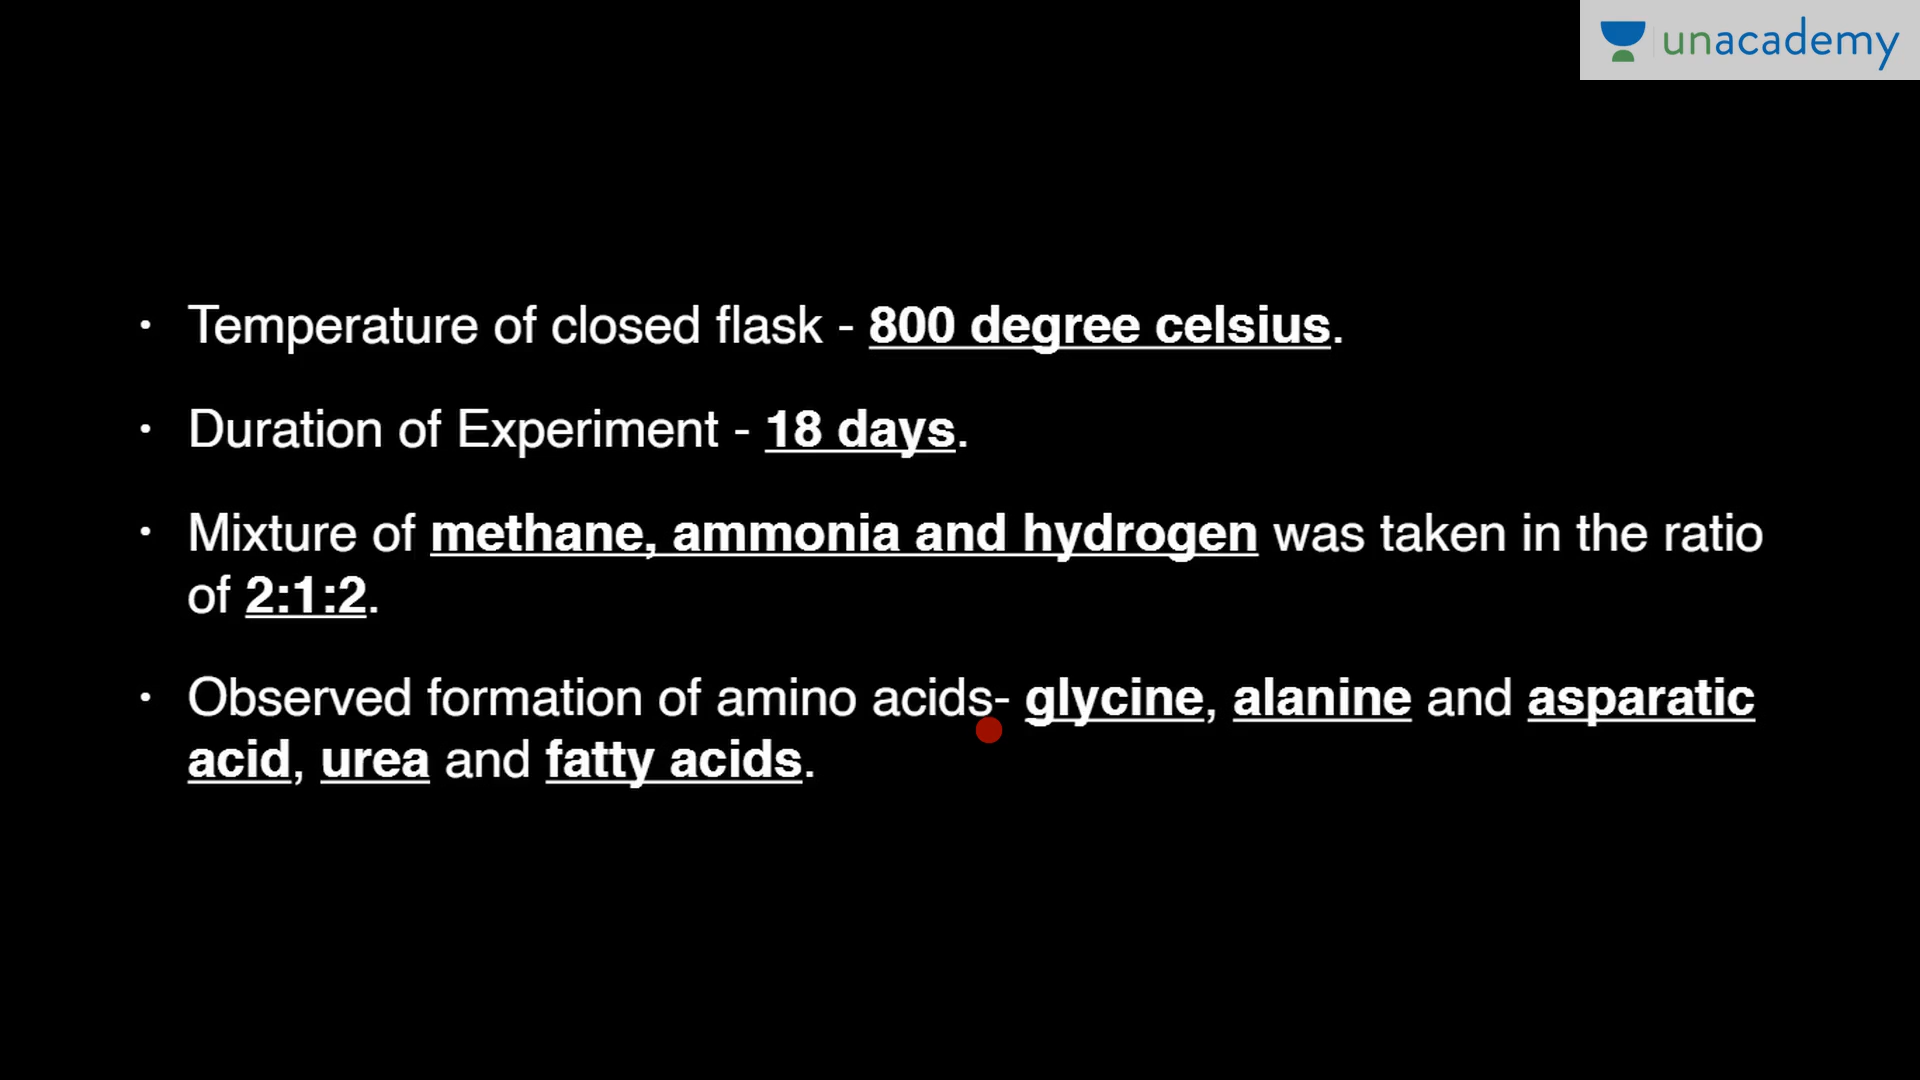 unacademy
• Temperature of closed flask - 800 degree celsius.
• Duration of Experiment - 18 days.
• Mixture of methane, ammonia and hydrogen was taken in the ratio
of 2:1:2.
• Observed formation of amino acids- glycine, alanine and asparatic
acid, urea and fatty acids.